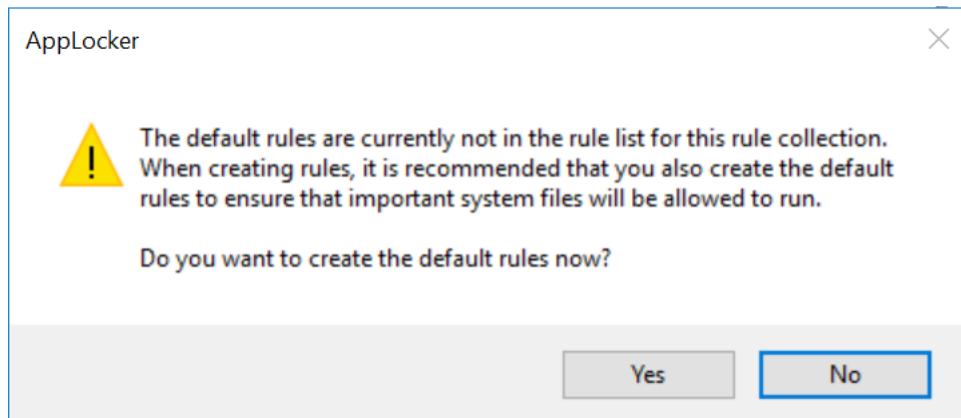 AppLocker
The default rules are currently not in the rule list for this rule collection.
When creating rules, it is recommended that you also create the default
rules to ensure that important system files will be allowed to run.
Do you want to create the default rules now?
Yes
No